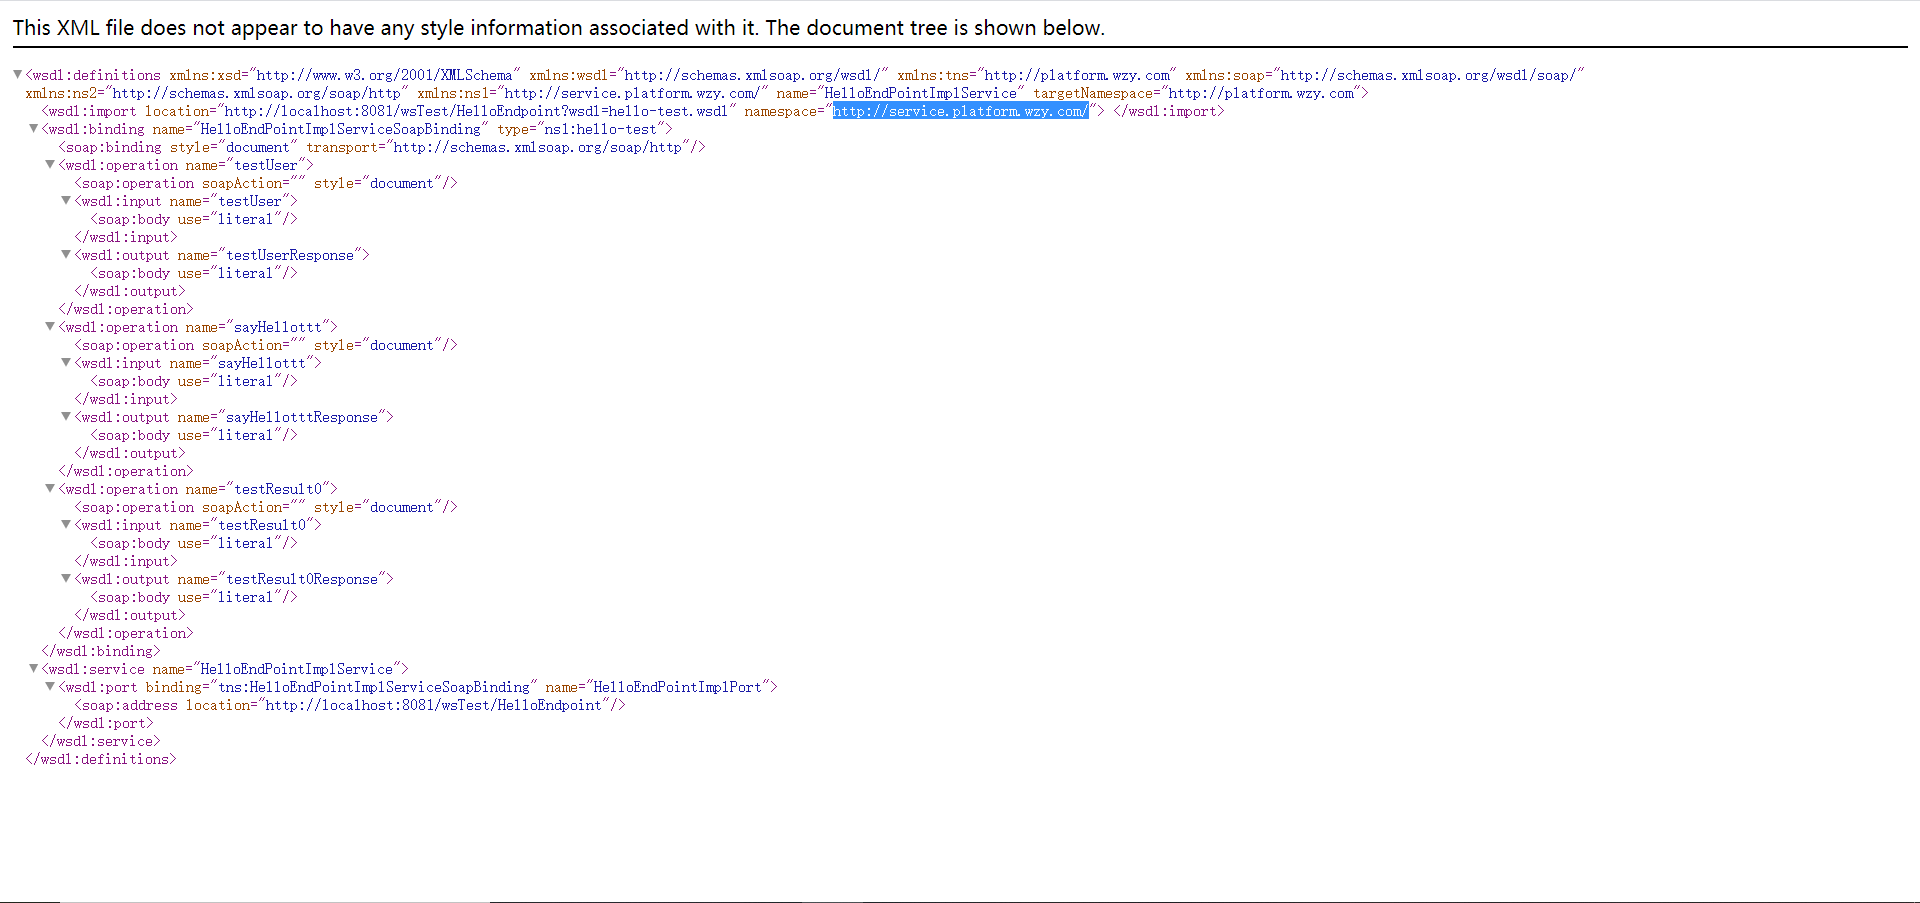 This XML file does not appear to have any style information associated with it. The document tree is shown below.
▼<wsdl:definitions xmlns:xsd="http://www.w3.org/2001/XMLSchema" xmlns:wsdl="http://schemas.xmlsoap.org/wsdl/" xmlns:tns="http://platform.wzy.com" xmlns:soap="http://schemas.xmlsoap.org/wsdl/soap/"
xmlns:ns2="http://schemas.xmlsoap.org/soap/http" xmlns:ns1="http://service.platform.wzy.com/" name="HelloEndPointImplService" targetNamespace="http://platform.wzy.com">
<wsdl:import location="http://localhost:8081/wsTest/HelloEndpoint?wsdl=hello-test.wsdl" namespace="http://service.platform.wzy.com/"> </wsdl:import>
▼<wsdl:binding name="HelloEndPointImplServiceSoapBinding" type="ns1:hello-test">
<soap:binding style="document" transport="http://schemas.xmlsoap.org/soap/http"/>
▼<wsdl:operation name="testUser">
<soap:operation soapAction="" style="document"/>
▼<wsdl:input name="testUser">
<soap:body use="literal"/>
</wsdl:input>
▼<wsdl:output name="testUserResponse">
<soap:body use="literal"/>
</wsdl:output>
</wsdl:operation>
▼<wsdl:operation name="sayHellottt">
<soap:operation soapAction="" style="document"/>
▼<wsdl:input name="sayHellottt">
<soap:body use="literal"/>
</wsdl:input>
▼<wsdl:output name="sayHellotttResponse">
<soap:body use="literal"/>
</wsdl:output>
</wsdl:operation>
▼<wsdl:operation name="testResult0">
<soap:operation soapAction="" style="document"/>
▼<wsdl:input name="testResult0">
<soap:body use="literal"/>
</wsdl:input>
▼<wsdl:output name="testResult0Response">
<soap:body use="literal"/>
</wsdl:output>
</wsdl:operation>
</wsdl:binding>
▼<wsdl:service name="HelloEndPointImplService">
▼<wsdl:port binding="tns:HelloEndPointImplServiceSoapBinding" name="HelloEndPointImplPort">
<soap:address location="http://localhost:8081/wsTest/HelloEndpoint"/>
</wsdl:port>
</wsdl:service>
</wsdl:definitions>